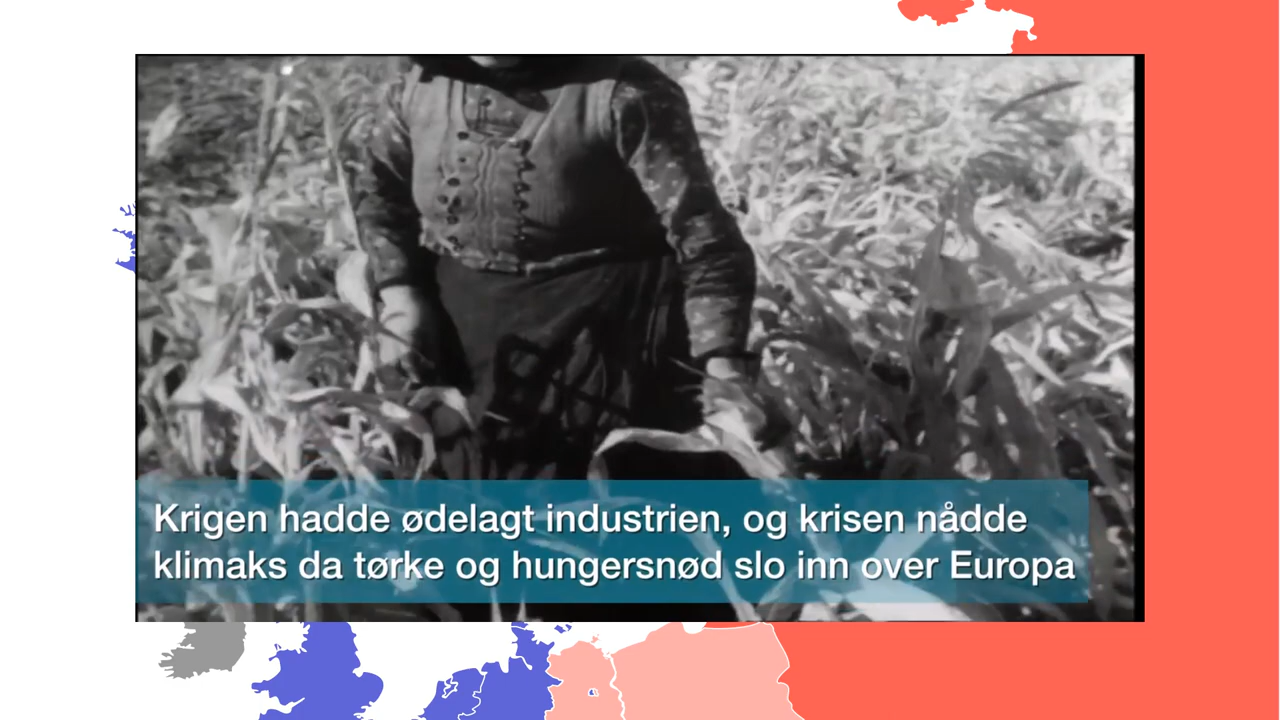 Krigen hadde ødelagt industrien, og krisen nådde
klimaks da tørke og hungersnød slo inn over Europa